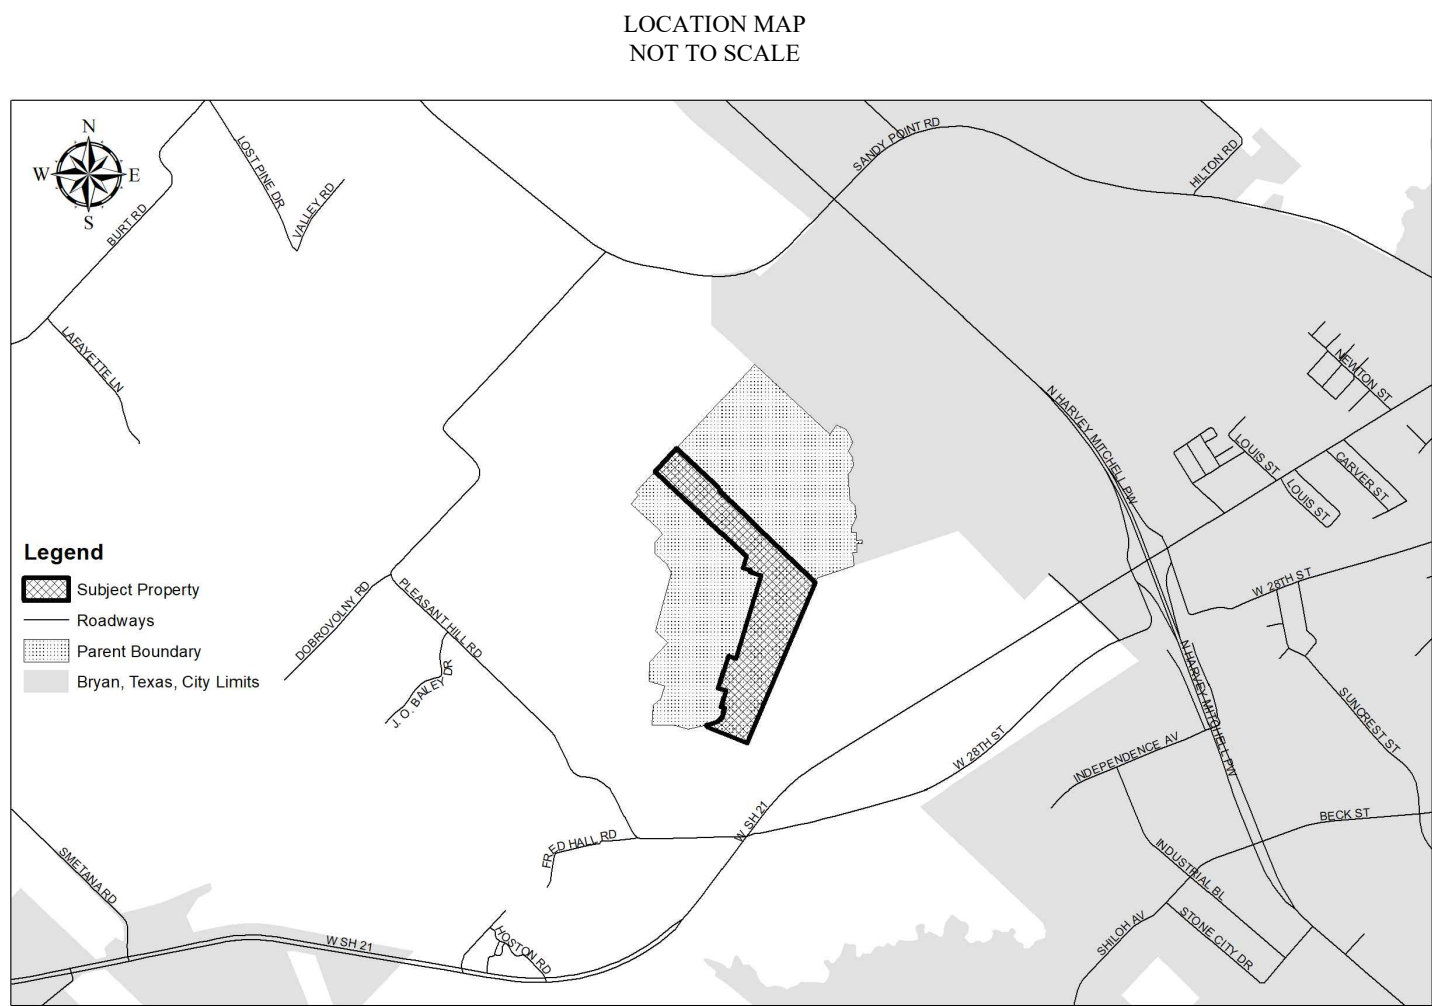 LOCATION MAP
NOT TO SCALE
N
W
E
S
BURT RD
LOST PINE DR
VALLEY RD
SANDY POINT RD
HILTON RD
LAFAYETTE LN
N HARVEY MITCHELL PW
NEWTON ST
LOUIS ST
CARVER ST
LOUIS ST
W 28TH ST
Legend
Subject Property
Roadways
Parent Boundary
Bryan, Texas, City Limits
DOBROVOLNY RD
PLEASANT HILL RD
J. O. BAILEY DR
N HARVEY MITCHELL PW
SUNCREST ST
W 28TH ST
INDEPENDENCE AV
W SH 21
FRED HALL RD
BECK ST
SMETANA RD
INDUSTRIAL BL
STONE CITY DR
SHILOH AV
W SH 21
HOSTON RD